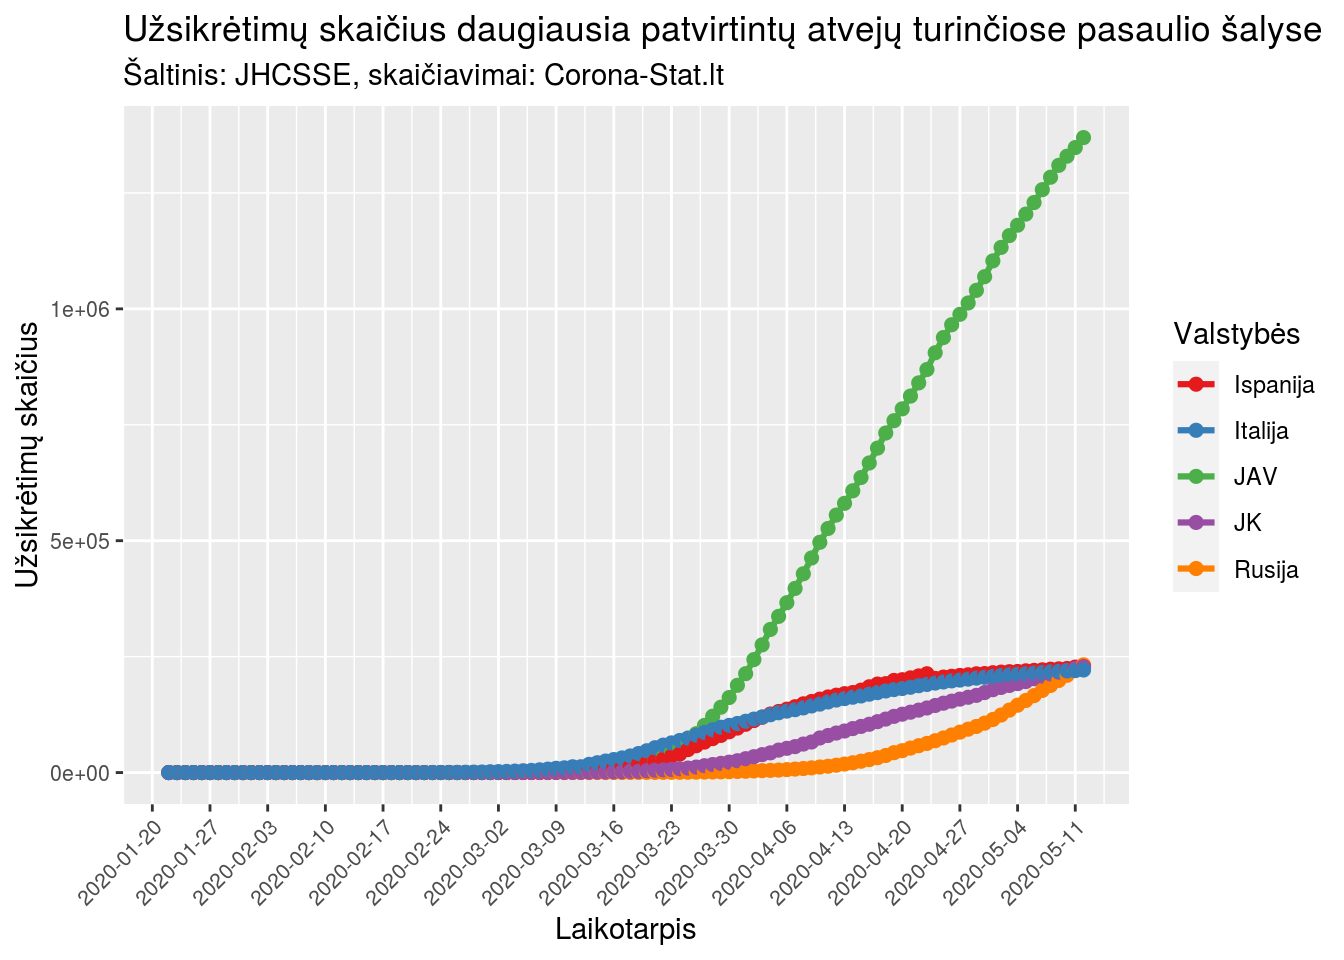 Užsikrėtimų skaičius daugiausia patvirtintų atvejų turinčiose pasaulio šalyse
Šaltinis: JHCSSE, skaičiavimai: Corona-Stat.lt
Užsikrėtimų skaičius
1e+06
5e+05
0e+00
2020-01-20
2020-01-27
2020-02-03
2020-02-10
2020-02-17
2020-02-24
2020-03-02
2020-03-09
2020-03-16
2020-03-23
2020-03-30
2020-04-06
2020-04-13
2020-04-20
2020-04-27
2020-05-04
2020-05-11
Laikotarpis
Valstybės
Ispanija
Italija
JAV
JK
Rusija